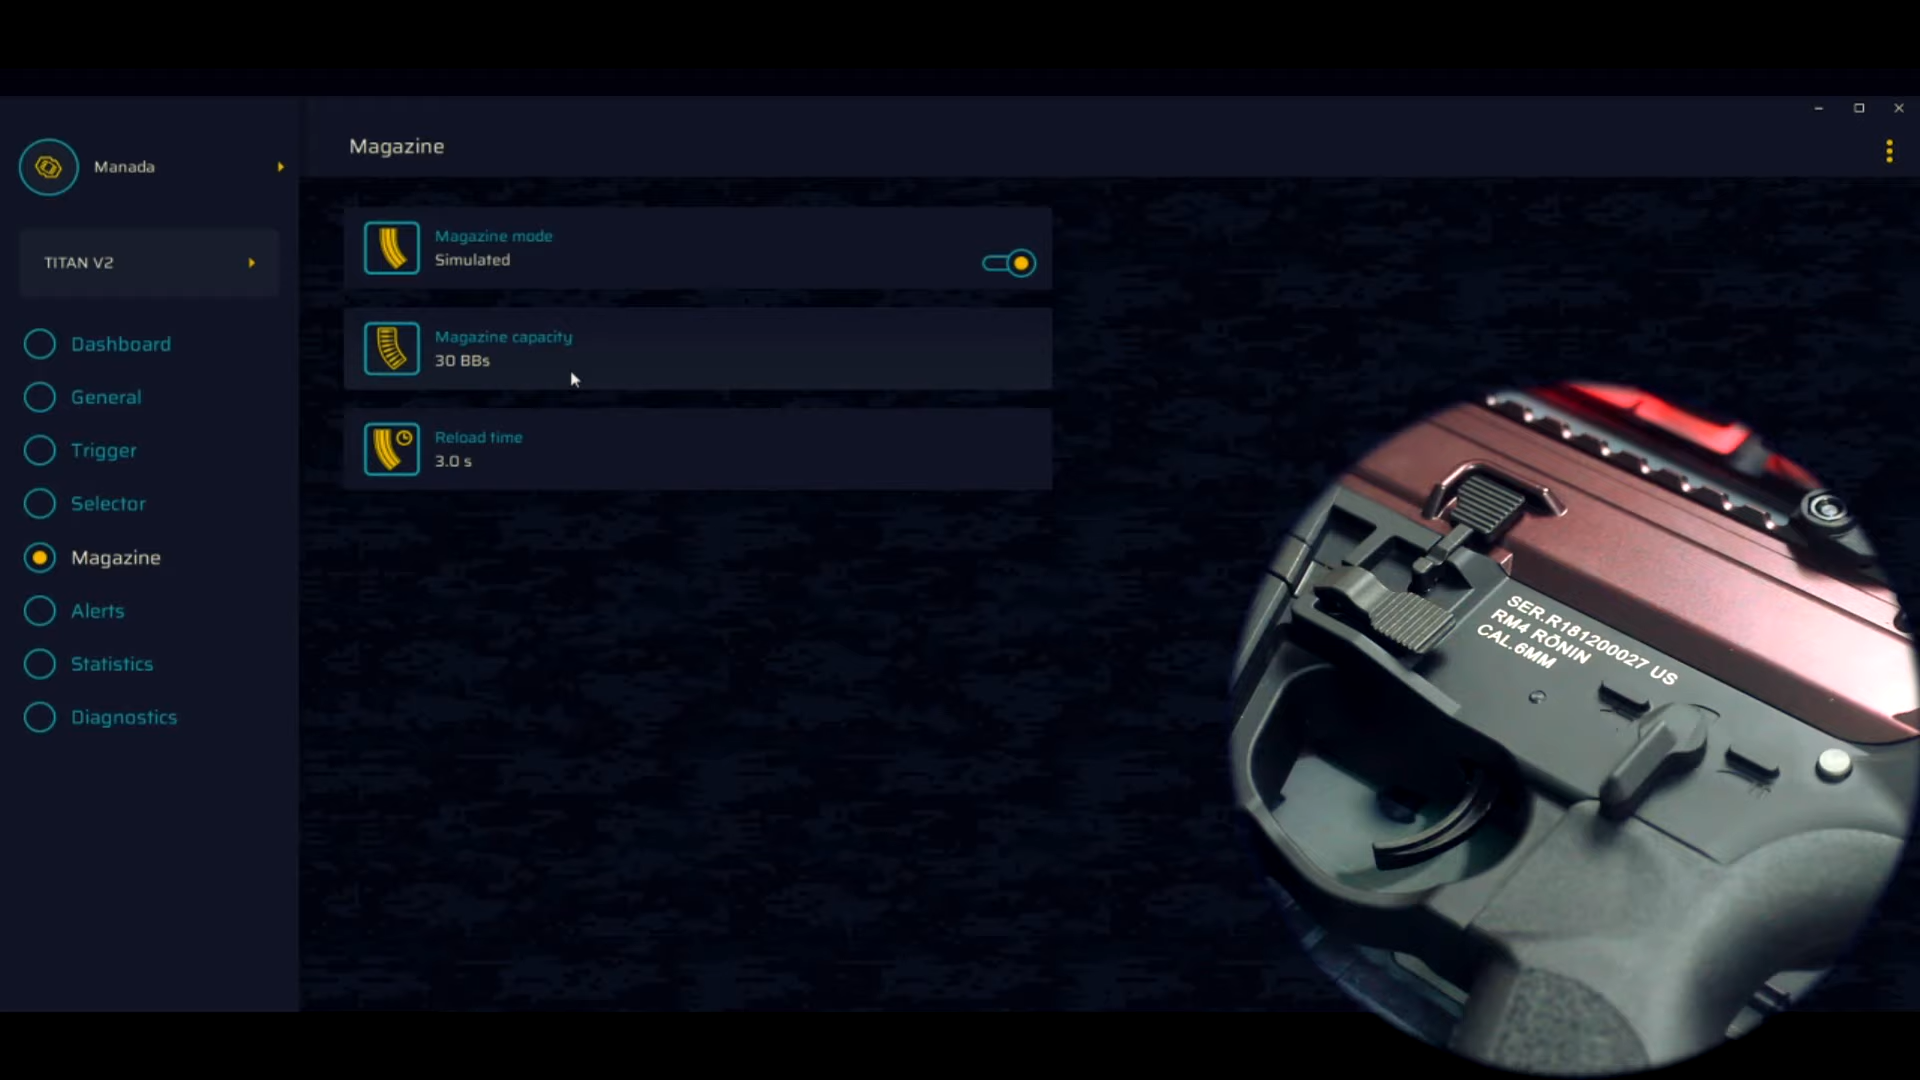 Manada
TITAN V2
Dashboard
General
Trigger
Selector
Magazine
Alerts
Statistics
Diagnostics
Magazine
Magazine mode
Simulated
Magazine capacity
30 BBs
Reload time
3.0 s
SER.R181200027 US
RM4 RŌNIN
CAL.6MM